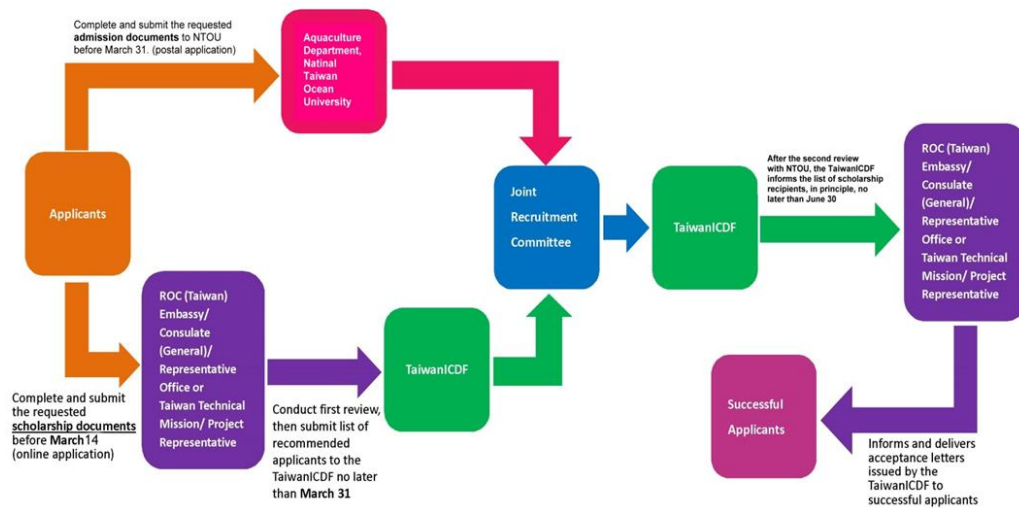 Complete and submit the requested
admission documents to NTOU
before March 31. (postal application)
Aquaculture
Department,
Natinal
Taiwan
Ocean
University
Applicants
Joint
Recruitment
Committee
TaiwanICDF
After the second review
with NTOU, the TaiwanICDF
informs the list of scholarship
recipients, in principle, no
later than June 30
ROC (Taiwan)
Embassy/
Consulate
(General)/
Representative
Office or
Taiwan Technical
Mission/ Project
Representative
Complete and submit
the requested
scholarship documents
before March14
(online application)
ROC (Taiwan)
Embassy/
Consulate
(General)/
Representative
Office or
Taiwan Technical
Mission/ Project
Representative
Conduct first review,
then submit list of
recommended
applicants to the
TaiwanICDF no later
than March 31
TaiwanICDF
Successful
Applicants
Informs and delivers
acceptance letters
issued by the
TaiwanICDF to
successful applicants